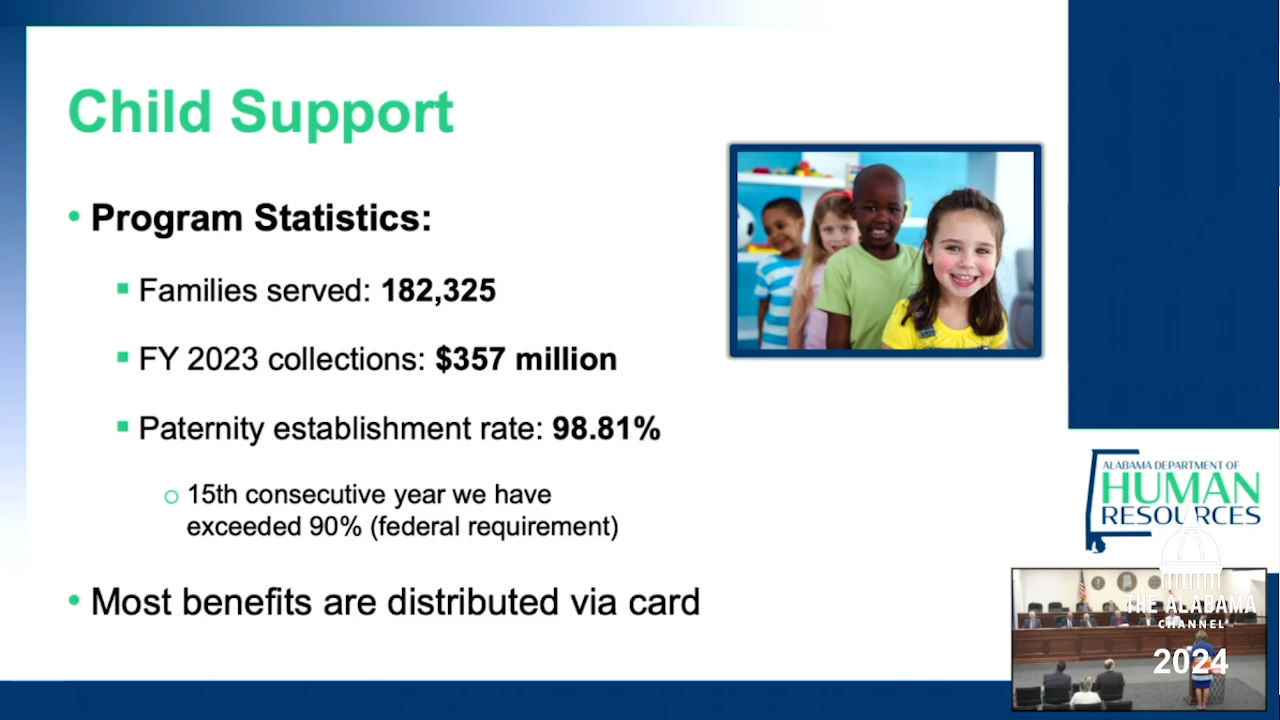 Child Support
• Program Statistics:
▪ Families served: 182,325
▪ FY 2023 collections: $357 million
▪ Paternity establishment rate: 98.81%
○ 15th consecutive year we have
exceeded 90% (federal requirement)
• Most benefits are distributed via card
ALABAMA DEPARTMENT OF
HUMAN
RESOURCES
THE ALABAMA
CHANNEL
2024